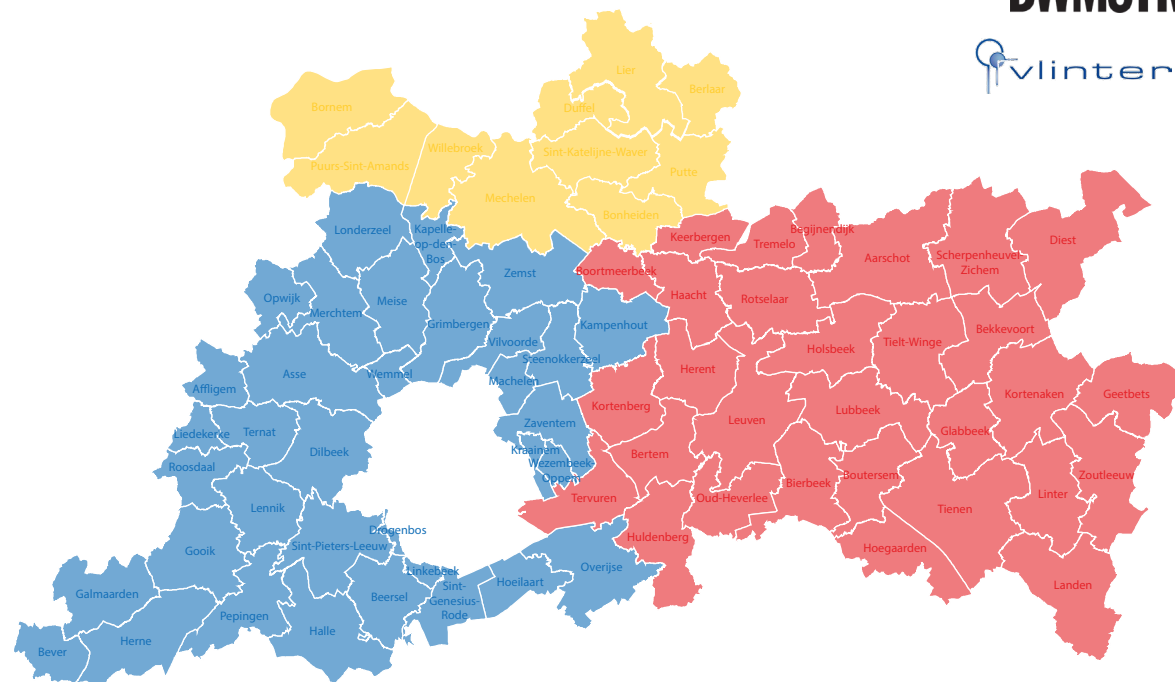 vlinter
Lier
Berlaar
Bornem
Duffel
Willebroek
Sint-Katelijne-Waver
Puurs-Sint-Amands
Putte
Mechelen
Bonheiden
Londerzeel
Kapelle-
op-den-
Bos
Keerbergen
Tremelo
Begijnendijk
Aarschot
Scherpenheuvel-
Zichem
Diest
Zemst
Boortmeerbeek
Haacht
Rotselaar
Opwijk
Merchtem
Meise
Grimbergen
Kampenhout
Vilvoorde
Steenokkerzeel
Holsbeek
Tielt-Winge
Bekkevoort
Affligem
Asse
Wemmel
Machelen
Herent
Kortenaken
Geetbets
Kortenberg
Lubbeek
Liedekerke
Ternat
Dilbeek
Zaventem
Leuven
Glabbeek
Kraainem
Wezembeek-
Oppem
Bertem
Roosdaal
Boutersem
Bierbeek
Zoutleeuw
Linter
Lennik
Tervuren
Oud-Heverlee
Tienen
Drogenbos
Sint-Pieters-Leeuw
Gooik
Huldenberg
Hoegaarden
Linkebeek
Overijse
Hoeilaart
Sint-
Genesius-
Rode
Landen
Galmaarden
Beersel
Pepingen
Halle
Herne
Bever